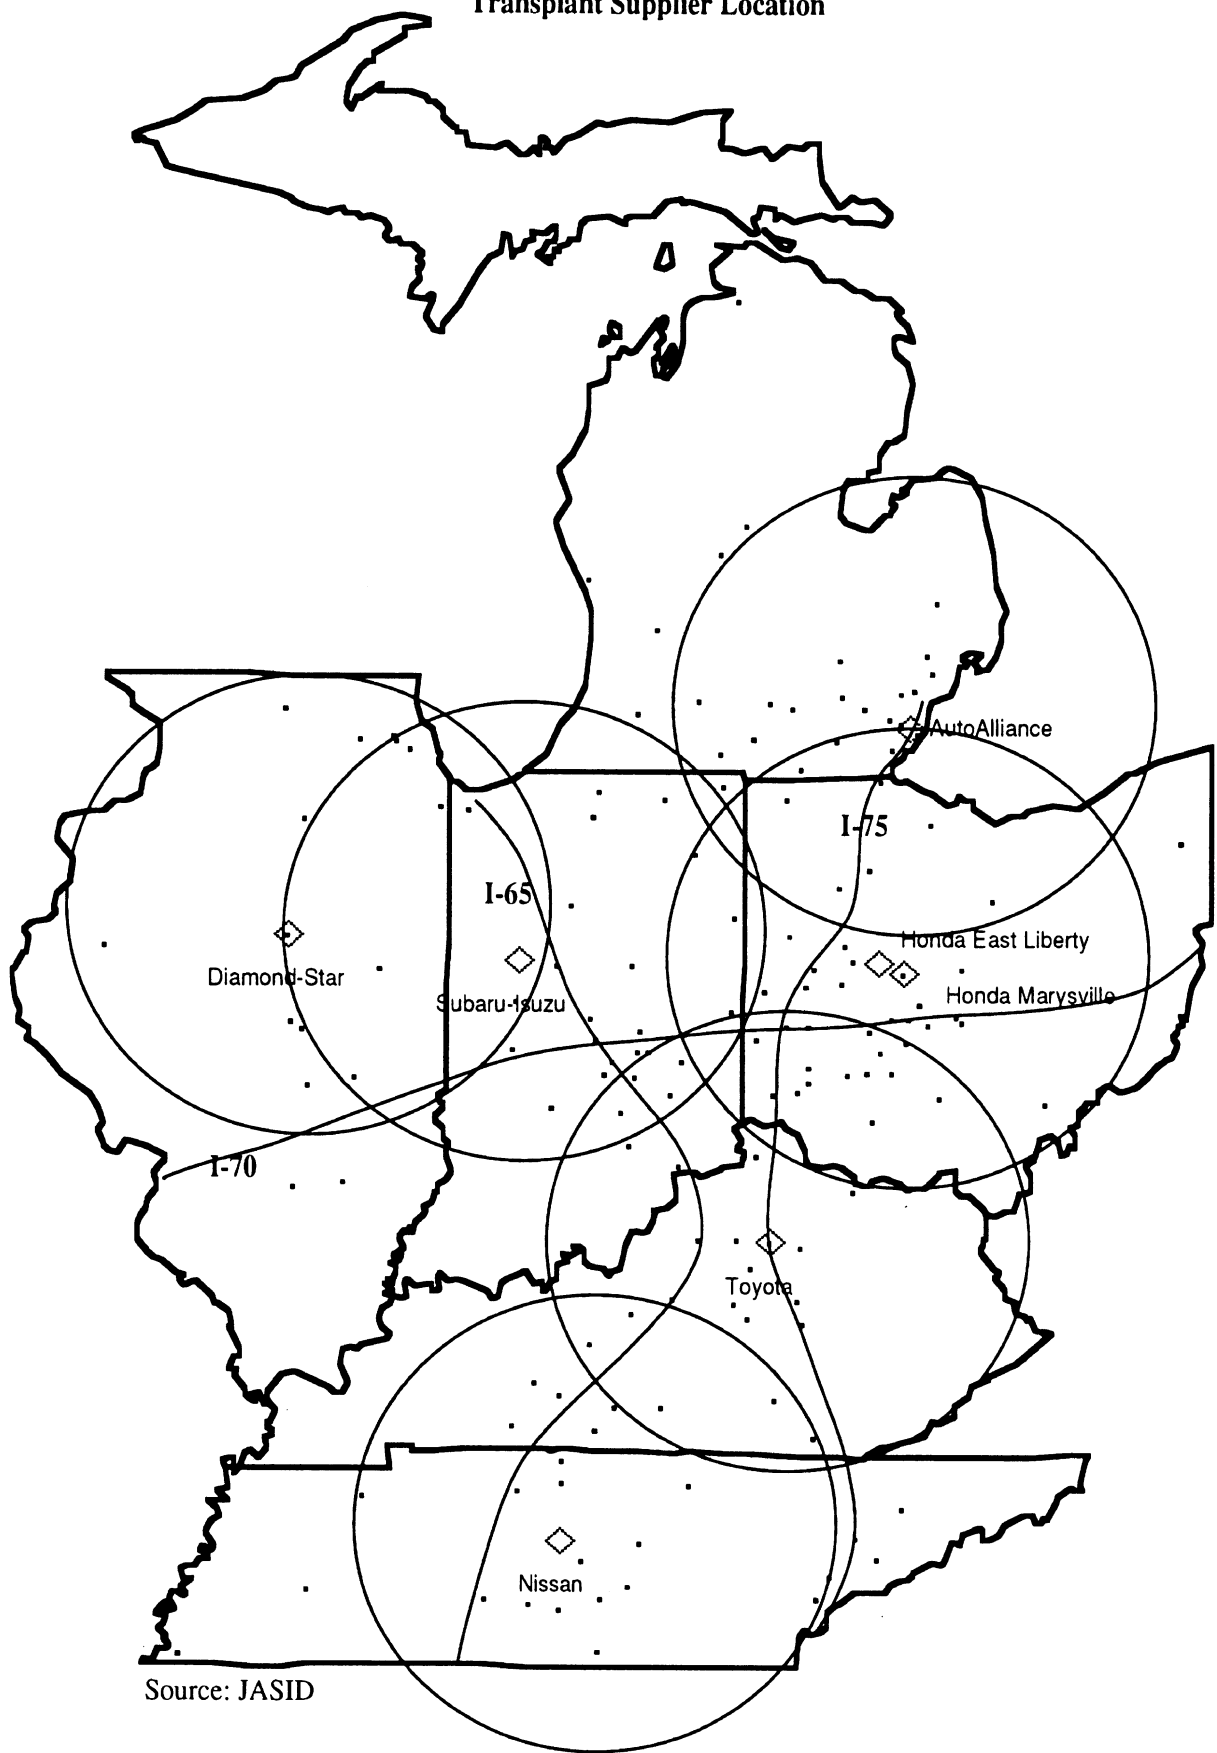 Transplant Supplier Location
AutoAlliance
I-75
I-65
Honda East Liberty
Diamond-Star
Subaru-Isuzu
Honda Marysville
I-70
Toyota
Nissan
Source: JASID